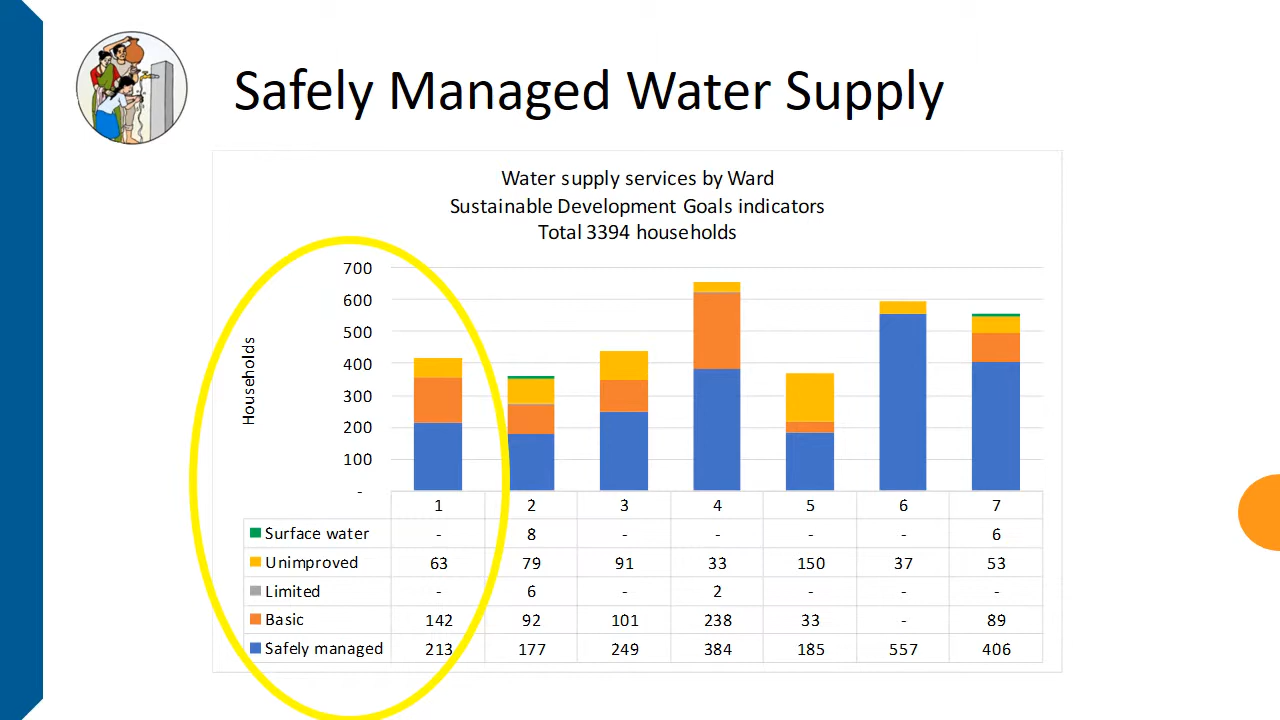 Safely Managed Water Supply
Water supply services by Ward
Sustainable Development Goals indicators
Total 3394 households
Households
700
600
500
400
300
200
100
-
1 2 3 4 5 6 7
Surface water - 8 - - - - 6
Unimproved 63 79 91 33 150 37 53
Limited - 6 - 2 - - -
Basic 142 92 101 238 33 - 89
Safely managed 213 177 249 384 185 557 406